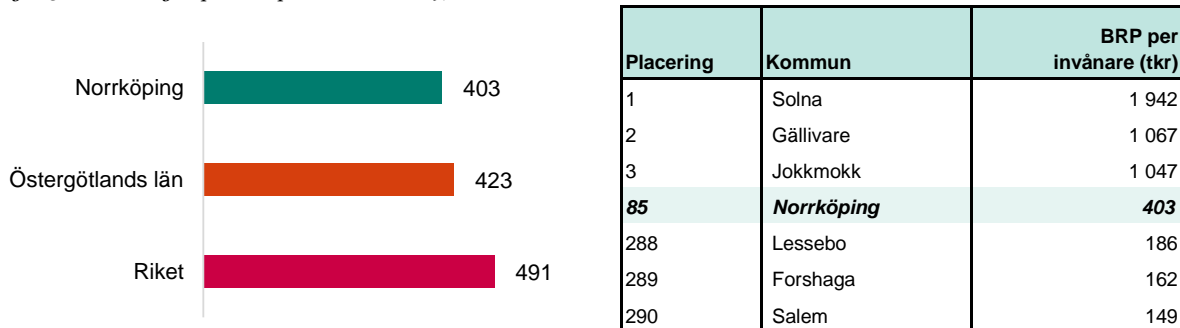 Norrköping 403
Östergötlands län 423
Riket 491
Placering Kommun BRP per invånare (tkr)
1 Solna 1 942
2 Gällivare 1 067
3 Jokkmokk 1 047
85 Norrköping 403
288 Lessebo 186
289 Forshaga 162
290 Salem 149